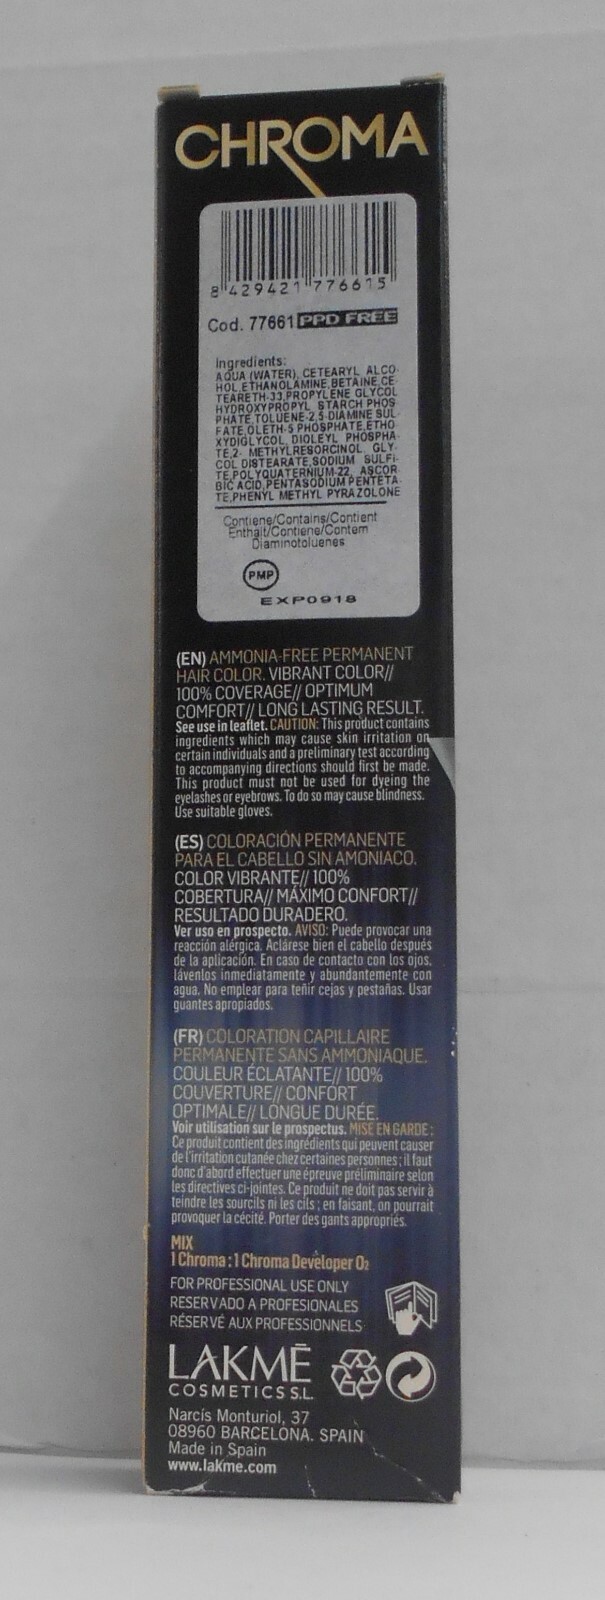 CHROMA
8 429421 776615
Cod. 77661 PPD FREE
Ingredients:
AQUA (WATER), CETEARYL ALCO-
HOL,ETHANOLAMINE,BETAINE,CE-
TEARETH-33,PROPYLENE GLYCOL
HYDROXYPROPYL STARCH PHOS-
PHATE,TOLUENE-2,5-DIAMINE SUL-
FATE,OLETH-5 PHOSPHATE,ETHO-
XYDIGLYCOL, DIOLEYL PHOSPHA-
TE,2- METHYLRESORCINOL, GLY-
COL DISTEARATE,SODIUM SULFI-
TE,POLYQUATERNIUM-22, ASCOR
BIC ACID,PENTASODIUM PENTETA-
TE,PHENYL METHYL PYRAZOLONE
Contiene/Contains/Contient
Enthält/Contiene/Contem
Diaminotoluenes
PMP
EXP0918
(EN) AMMONIA-FREE PERMANENT
HAIR COLOR. VIBRANT COLOR//
100% COVERAGE// OPTIMUM
COMFORT// LONG LASTING RESULT.
See use in leaflet. CAUTION: This product contains
ingredients which may cause skin irritation on
certain individuals and a preliminary test according
to accompanying directions should first be made.
This product must not be used for dyeing the
eyelashes or eyebrows. To do so may cause blindness.
Use suitable gloves.
(ES) COLORACIÓN PERMANENTE
PARA EL CABELLO SIN AMONIACO.
COLOR VIBRANTE// 100%
COBERTURA// MÁXIMO CONFORT//
RESULTADO DURADERO.
Ver uso en prospecto. AVISO: Puede provocar una
reacción alérgica. Aclárese bien el cabello después
de la aplicación. En caso de contacto con los ojos,
lávenlos inmediatamente y abundantemente con
agua. No emplear para teñir cejas y pestañas. Usar
guantes apropiados.
(FR) COLORATION CAPILLAIRE
PERMANENTE SANS AMMONIAQUE.
COULEUR ÉCLATANTE// 100%
COUVERTURE// CONFORT
OPTIMALE// LONGUE DURÉE.
Voir utilisation sur le prospectus. MISE EN GARDE :
Ce produit contient des ingrédients qui peuvent causer
de l'irritation cutanée chez certaines personnes ; il faut
donc d'abord effectuer une épreuve préliminaire selon
les directives ci-jointes. Ce produit ne doit pas servir à
teindre les sourcils ni les cils ; en faisant, on pourrait
provoquer la cécité. Porter des gants appropriés.
MIX
1 Chroma : 1 Chroma Developer O2
FOR PROFESSIONAL USE ONLY
RESERVADO A PROFESIONALES
RÉSERVÉ AUX PROFESSIONNELS
LAKMĒ
COSMETICS S.L.
Narcís Monturiol, 37
08960 BARCELONA. SPAIN
Made in Spain
www.lakme.com